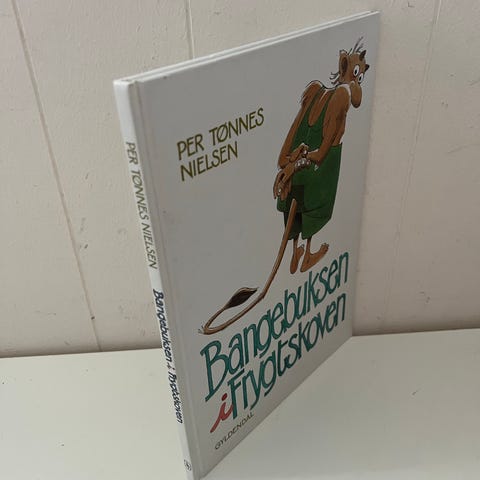 PER TØNNES
NIELSEN
Bangebuksen
i Frygtskoven
GYLDENDAL
PER TØNNES NIELSEN
Bangebuksen i Frygtskoven